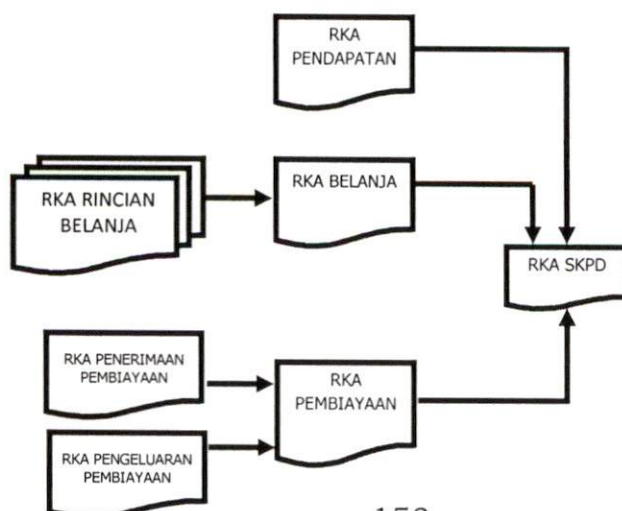 RKA
PENDAPATAN
RKA RINCIAN
BELANJA
RKA BELANJA
RKA SKPD
RKA PENERIMAAN
PEMBIAYAAN
RKA
PEMBIAYAAN
RKA PENGELUARAN
PEMBIAYAAN